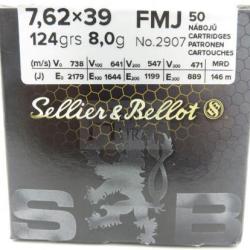 7,62×39 FMJ 50
124grs 8,0g No.2907 NÁBOJŮ
CARTRIDGES
PATRONEN
CARTOUCHES
(m/s) V₀ 738 V₁₀₀ 641 V₂₀₀ 547 V₃₀₀ 471 MRD
(J) E₀ 2179 E₁₀₀ 1644 E₂₀₀ 1199 E₃₀₀ 889 146 m
Sellier & Bellot
S B